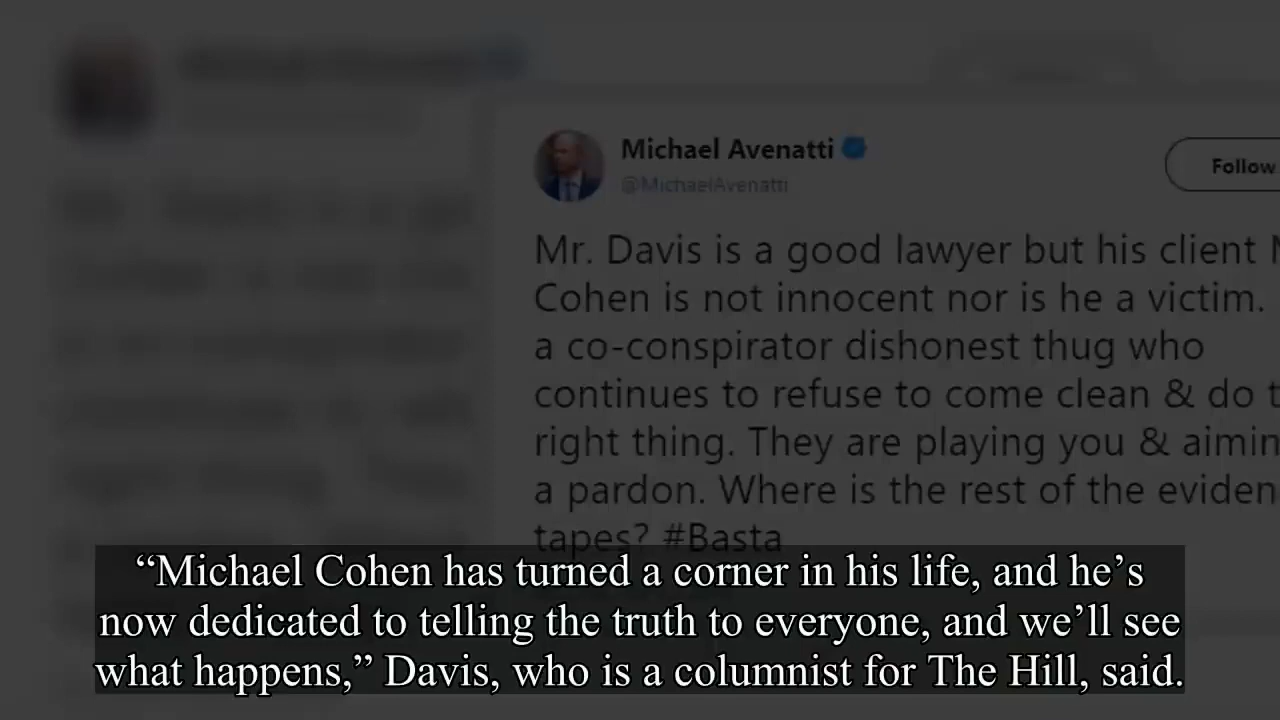 Michael Avenatti
@MichaelAvenatti
Follow
Mr. Davis is a good lawyer but his client
Cohen is not innocent nor is he a victim.
a co-conspirator dishonest thug who
continues to refuse to come clean & do
right thing. They are playing you &
a pardon. Where is the rest of the
tapes? #Basta
“Michael Cohen has turned a corner in his life, and he’s
now dedicated to telling the truth to everyone, and we’ll see
what happens,” Davis, who is a columnist for The Hill, said.